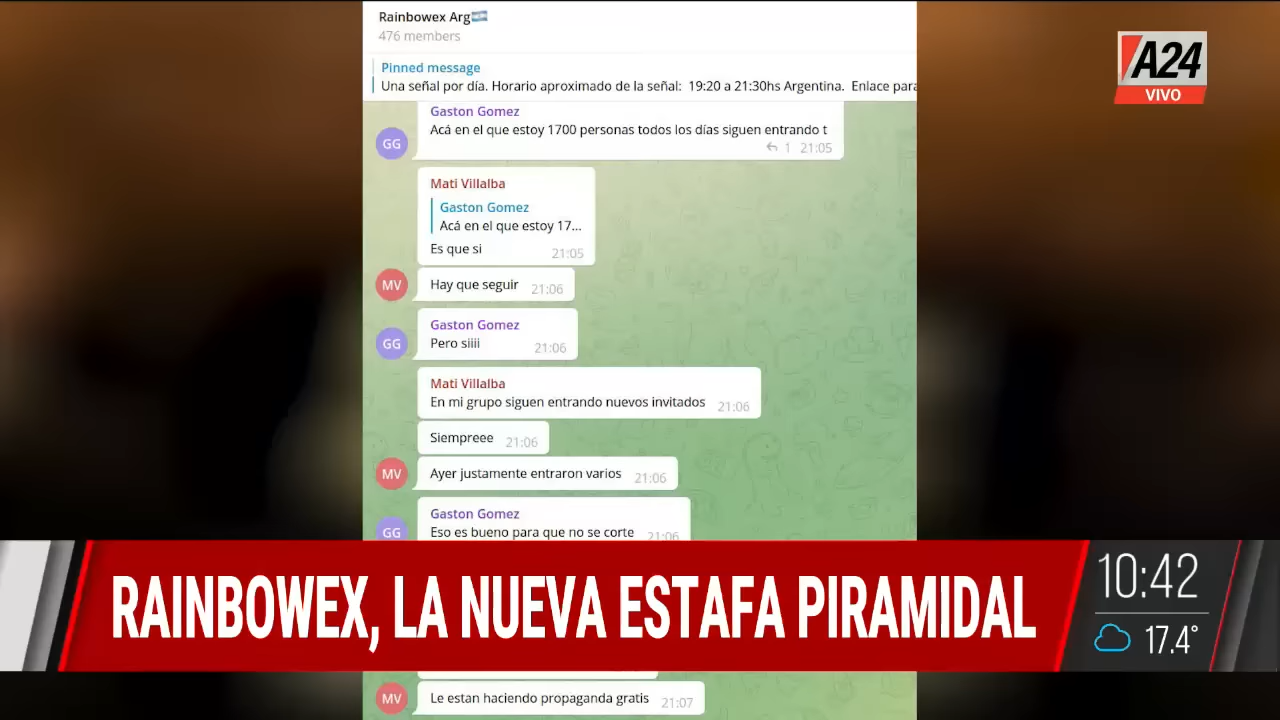 Rainbowex Arg🇦🇷
476 members
Pinned message
Una señal por día. Horario aproximado de la señal: 19:20 a 21:30hs Argentina. Enlace para
A24
VIVO
Gaston Gomez
Acá en el que estoy 1700 personas todos los días siguen entrando t
1 21:05
GG
Mati Villalba
Gaston Gomez
Acá en el que estoy 17...
Es que si 21:05
MV
Hay que seguir 21:06
Gaston Gomez
GG
Pero siiii 21:06
Mati Villalba
En mi grupo siguen entrando nuevos invitados 21:06
Siempreee 21:06
MV
Ayer justamente entraron varios 21:06
Gaston Gomez
GG
Eso es bueno para que no se corte 21:06
RAINBOWEX, LA NUEVA ESTAFA PIRAMIDAL
10:42
17.4°
MV
Le estan haciendo propaganda gratis 21:07